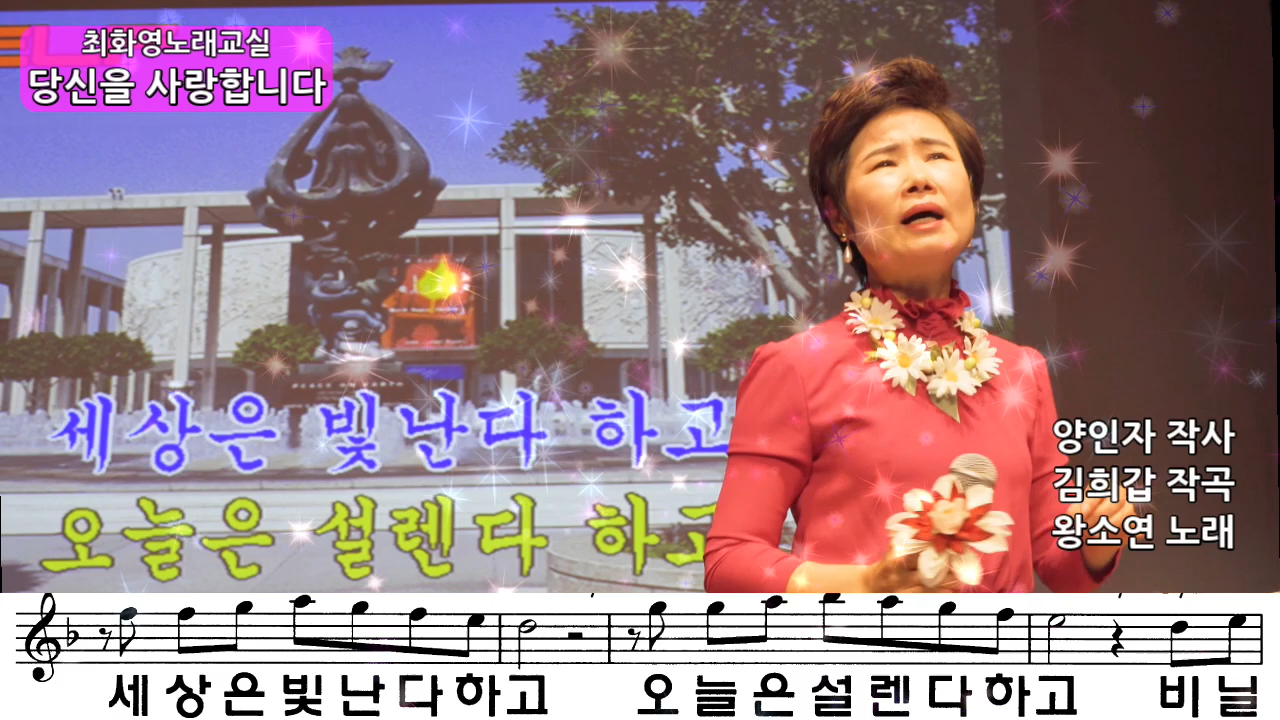 최화영노래교실
당신을 사랑합니다
PEACE ON EARTH
세상은 빛난다 하고
오늘은 설렌다 하고
양인자 작사
김희갑 작곡
왕소연 노래
세상은빛난다하고 오늘은설렌다하고 비닐